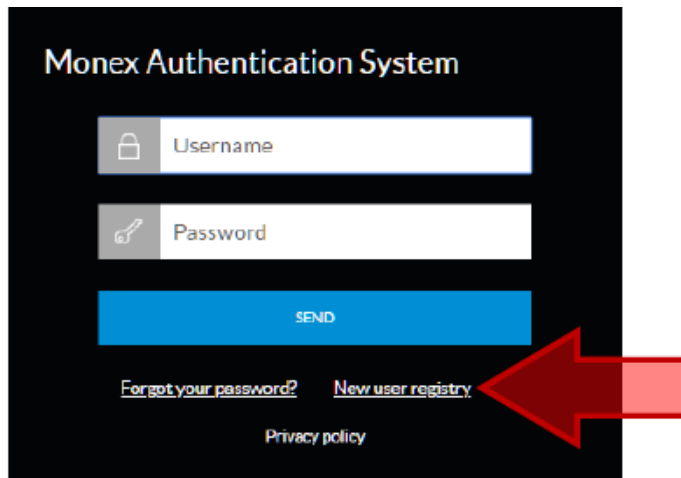 Monex Authentication System
Username
Password
SEND
Forgot your password? New user registry
Privacy policy